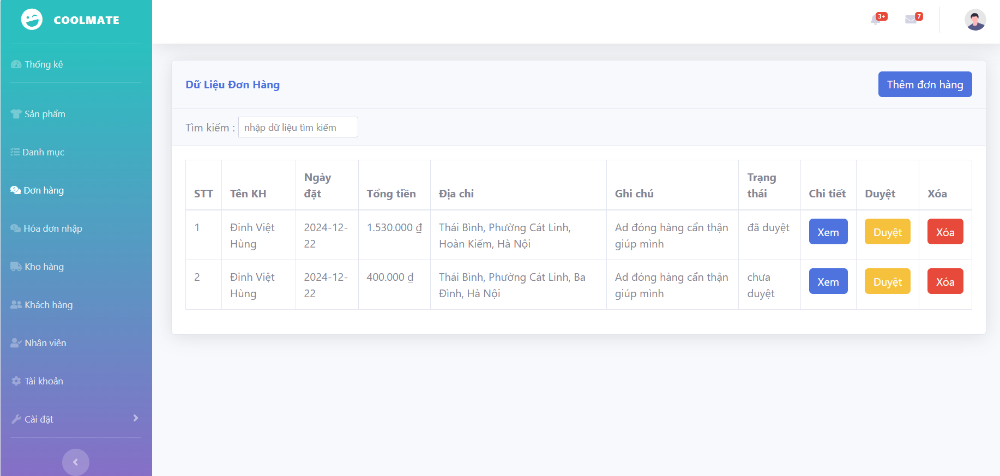 COOLMATE
3+
7
Thống kê
Sản phẩm
Danh mục
Đơn hàng
Hóa đơn nhập
Kho hàng
Khách hàng
Nhân viên
Tài khoản
Cài đặt
Dữ Liệu Đơn Hàng
Thêm đơn hàng
Tìm kiếm : nhập dữ liệu tìm kiếm
STT Tên KH Ngày đặt Tổng tiền Địa chỉ Ghi chú Trạng thái Chi tiết Duyệt Xóa
1 Đinh Việt Hùng 2024-12-22 1.530.000 ₫ Thái Bình, Phường Cát Linh, Hoàn Kiếm, Hà Nội Ad đóng hàng cẩn thận giúp mình đã duyệt Xem Duyệt Xóa
2 Đinh Việt Hùng 2024-12-22 400.000 ₫ Thái Bình, Phường Cát Linh, Ba Đình, Hà Nội Ad đóng hàng cẩn thận giúp mình chưa duyệt Xem Duyệt Xóa